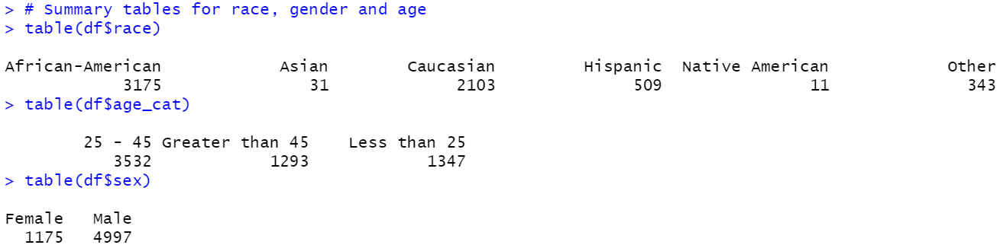 > # Summary tables for race, gender and age
> table(df$race)
African-American            Asian        Caucasian         Hispanic  Native American            Other
            3175               31             2103              509               11              343
> table(df$age_cat)
        25 - 45 Greater than 45    Less than 25
           3532            1293            1347
> table(df$sex)
Female   Male
  1175   4997